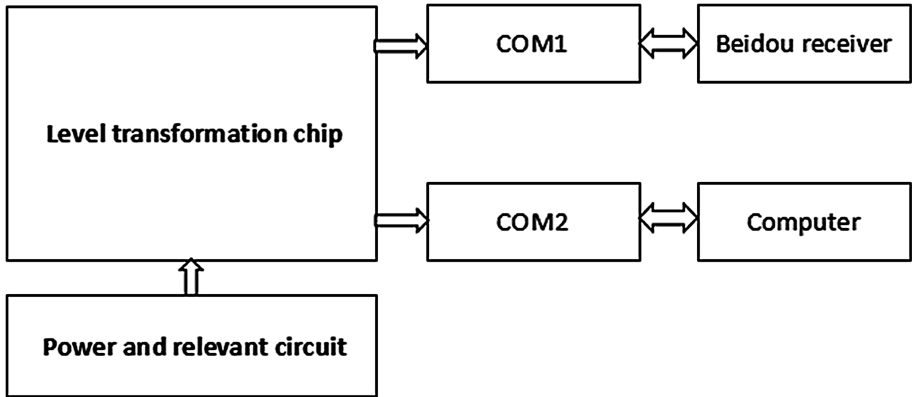 COM1
Beidou receiver
Level transformation chip
COM2
Computer
Power and relevant circuit